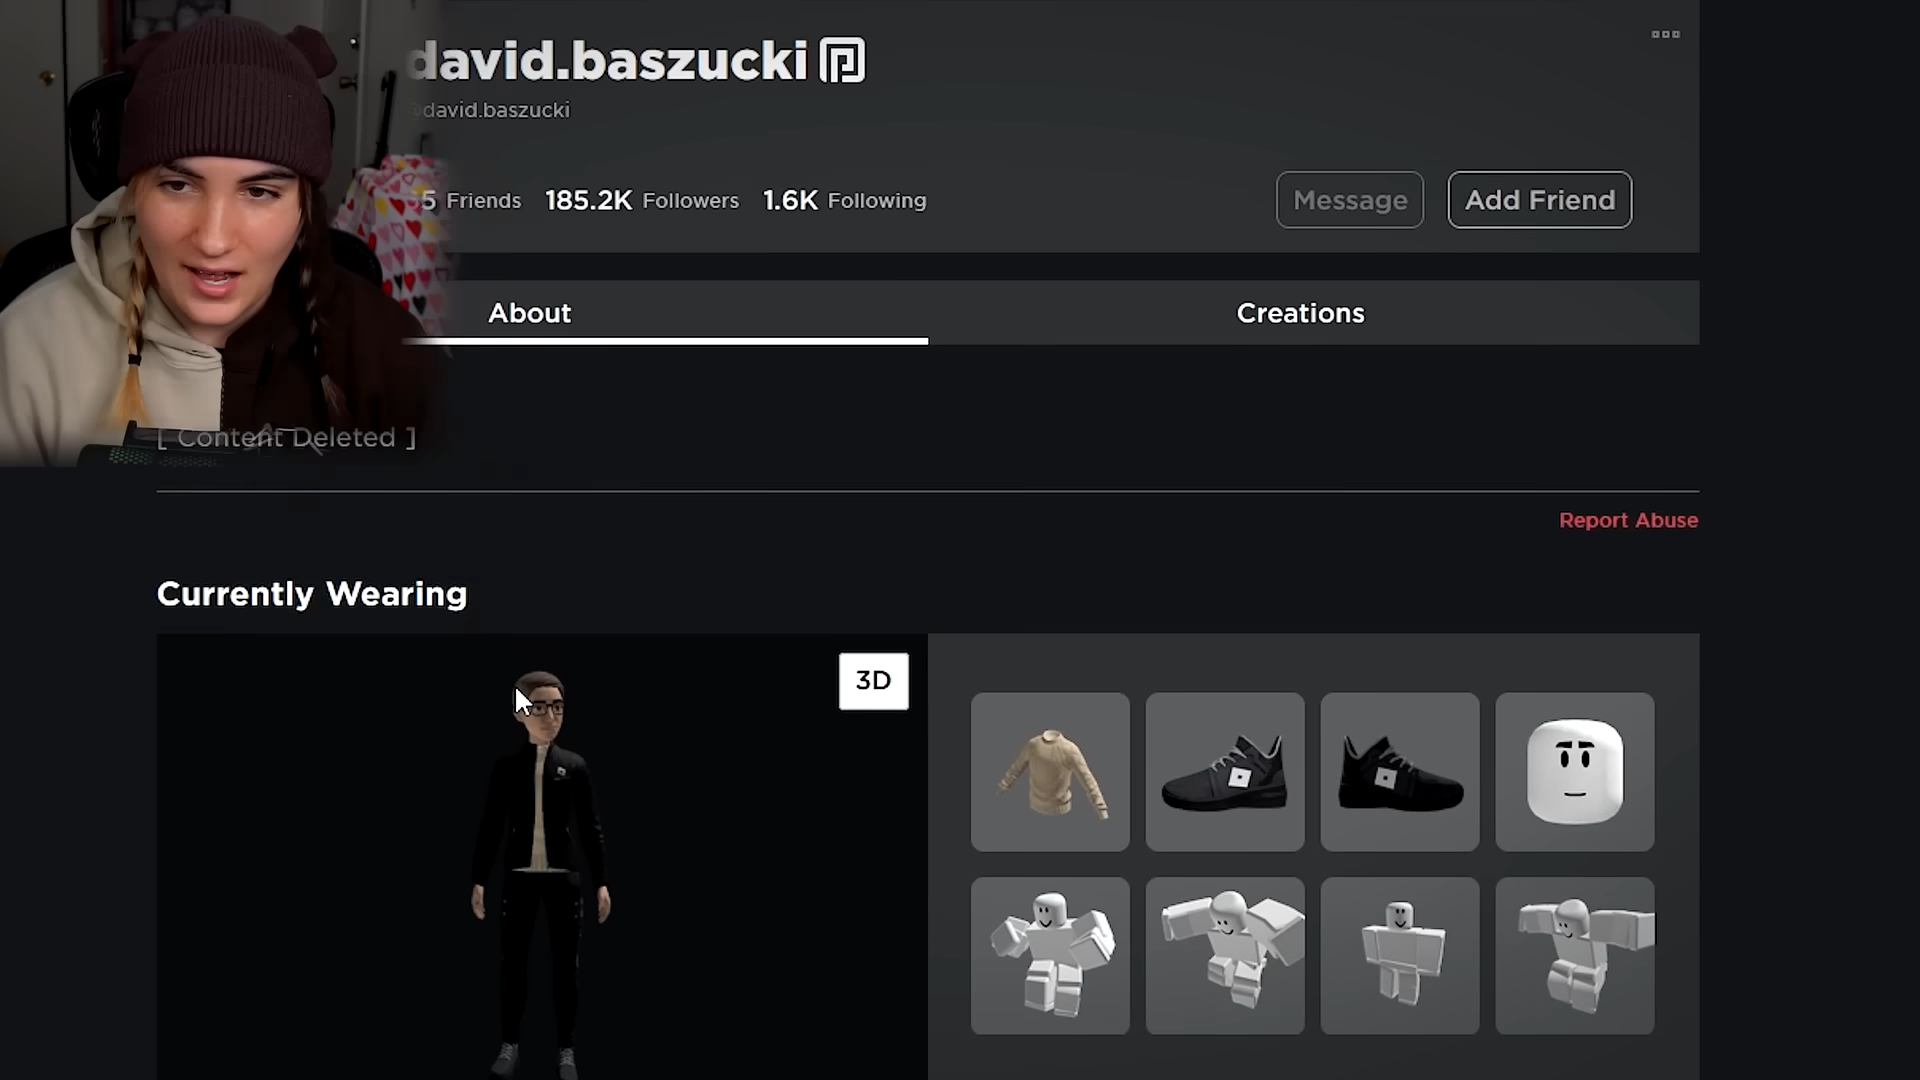 david.baszucki
@david.baszucki
5 Friends 185.2K Followers 1.6K Following
Message
Add Friend
About
Creations
[ Content Deleted ]
Report Abuse
Currently Wearing
3D